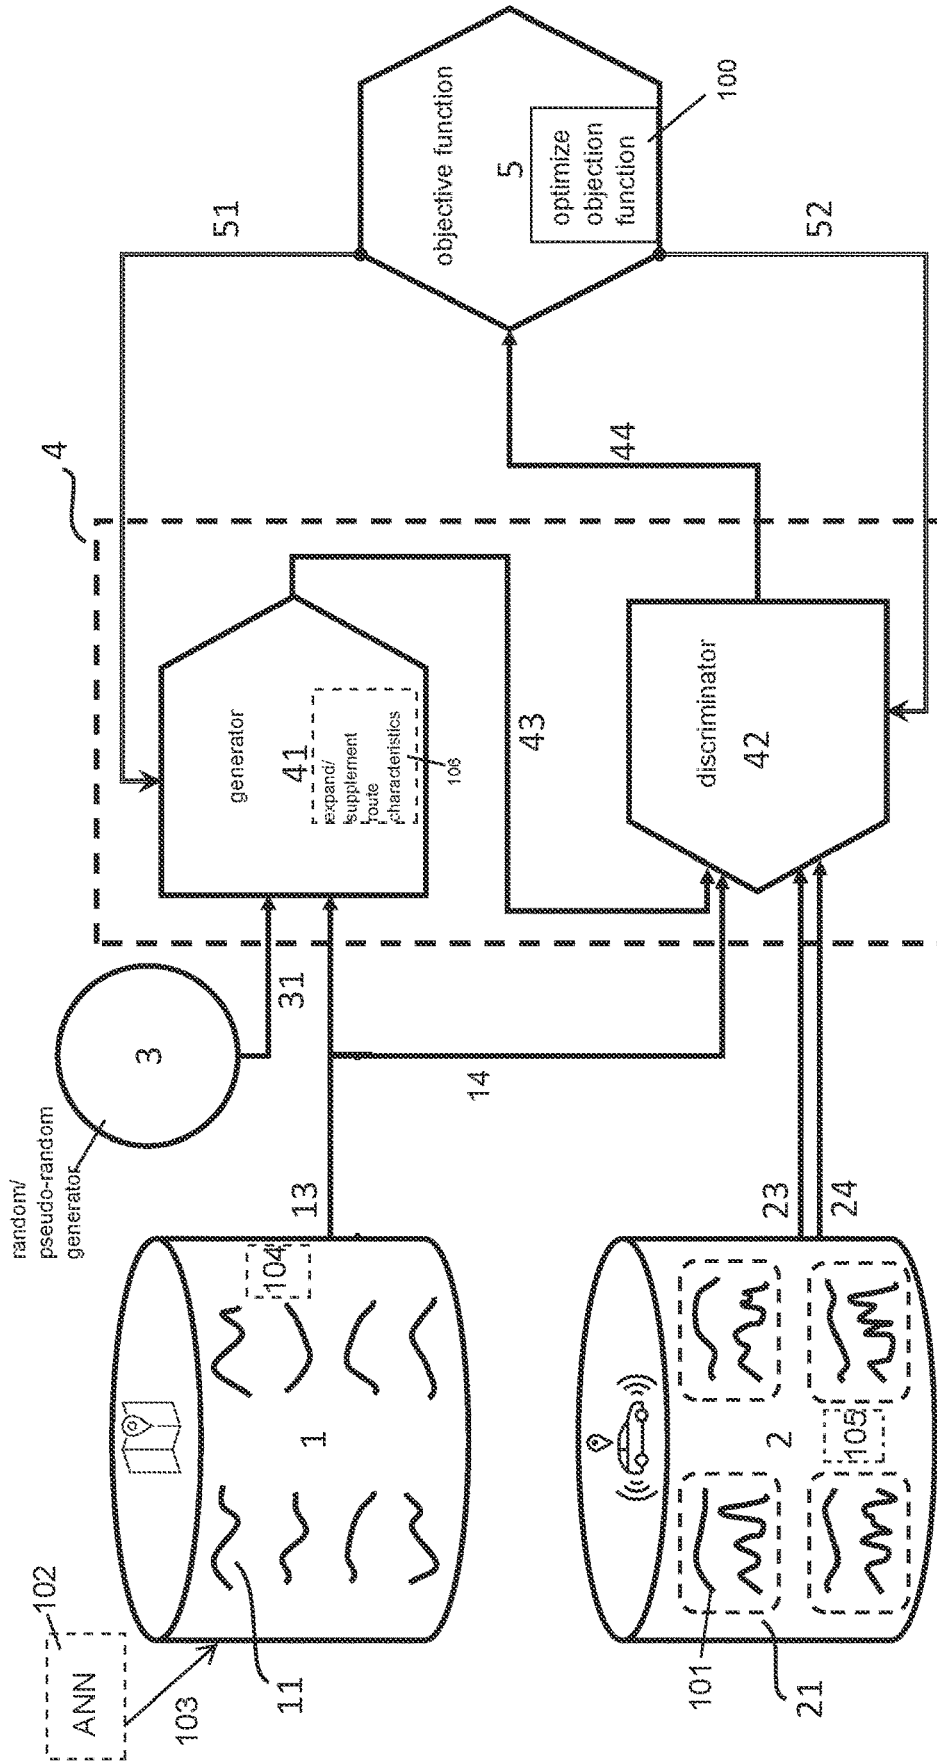 102
ANN
103
11
1
104
13
random/
pseudo-random
generator
3
31
14
4
generator
41
expand/
supplement
route
characteristics
106
43
51
objective function
5
optimize
objection
function
100
52
44
discriminator
42
23
24
2
105
101
21